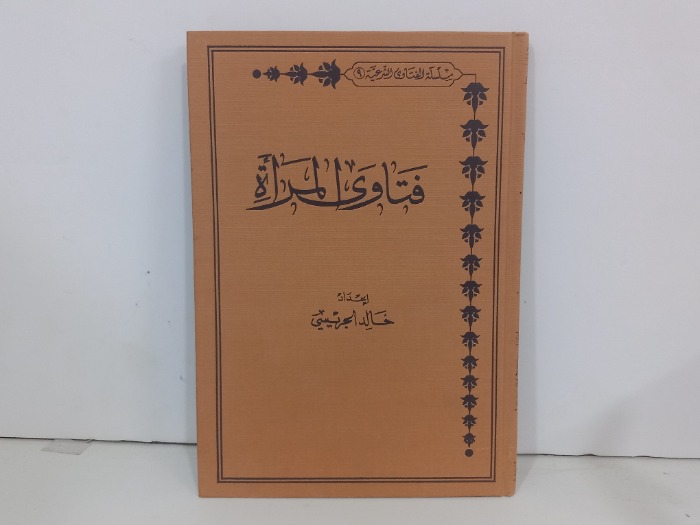 سلسلة الفتاوى الشرعية (٩)
فتاوى المرأة
إعداد
خالد الجريسي